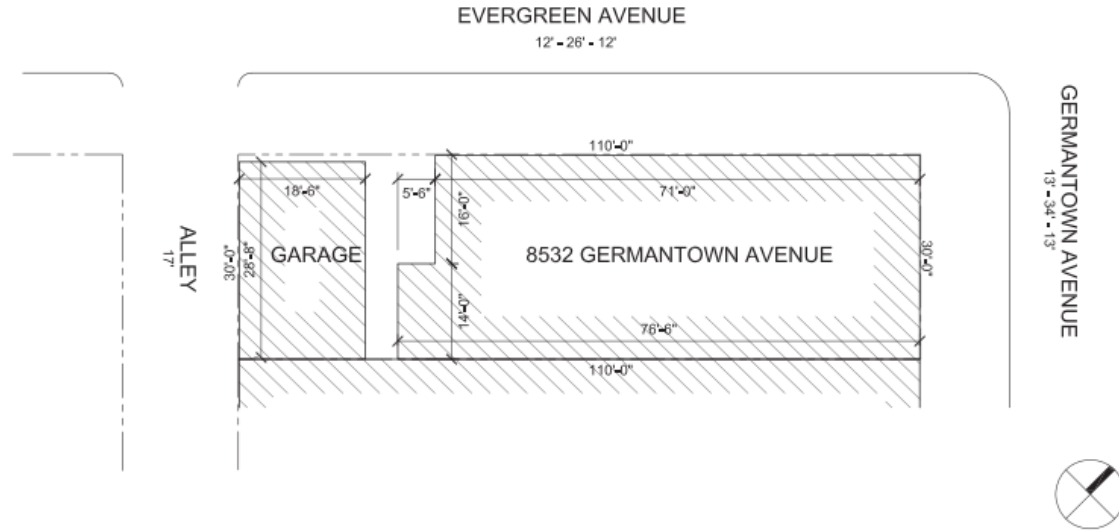 EVERGREEN AVENUE
12' - 26' - 12'
GERMANTOWN AVENUE
13' - 34' - 13'
110'-0"
18'-6"
5'-6"
71'-0"
16'-0"
ALLEY
17'
30'-0"
28'-8"
GARAGE
8532 GERMANTOWN AVENUE
30'-0"
14'-0"
76'-6"
110'-0"